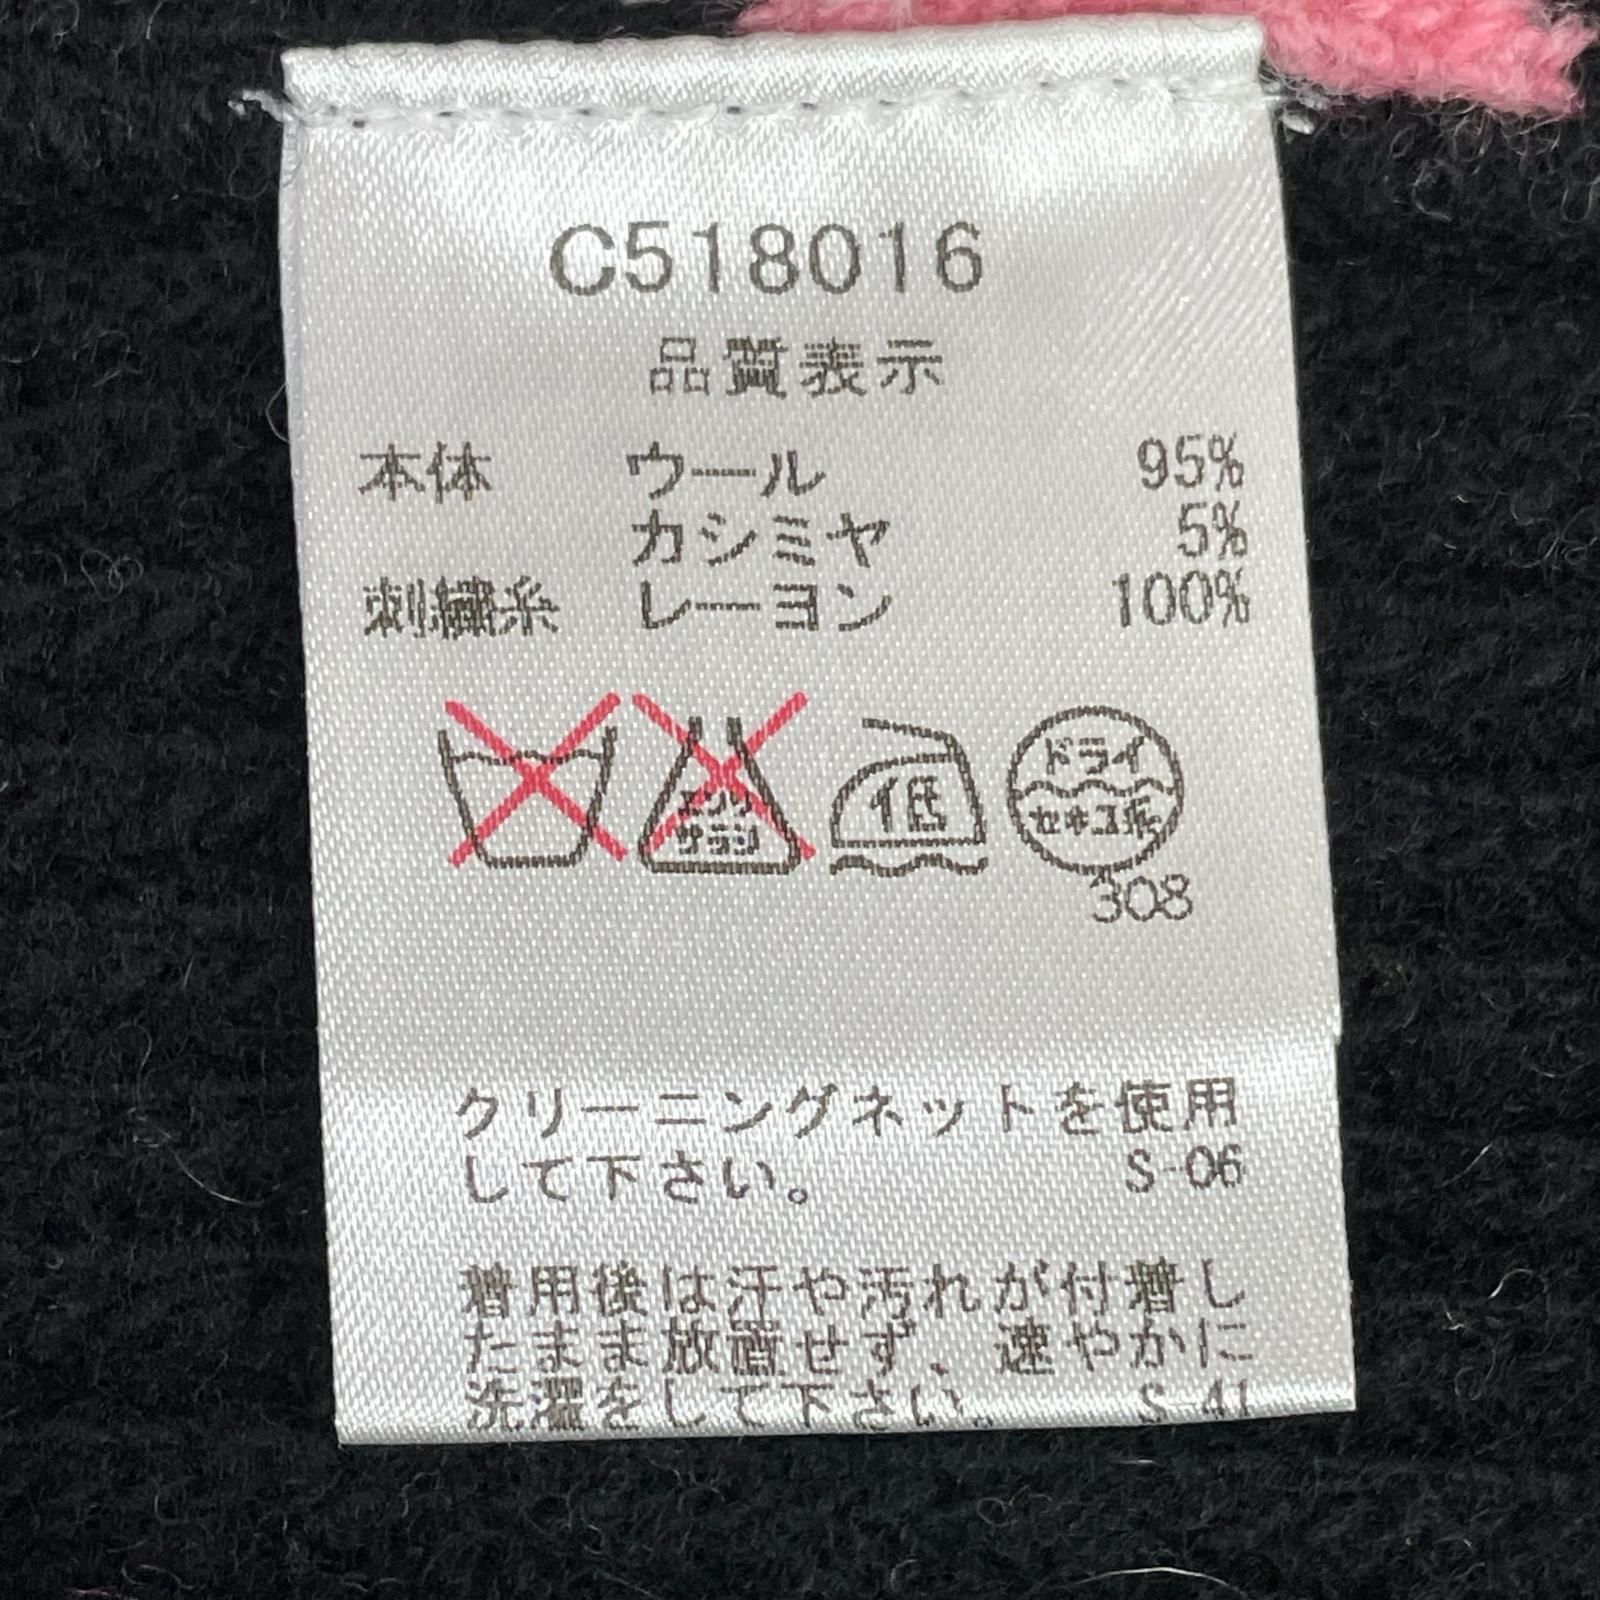 C518016
品質表示
本体 ウール 95%
カシミヤ 5%
刺繍糸 レーヨン 100%
エンソ
サラシ
低
ドライ
セキユ系
308
クリーニングネットを使用
して下さい。 S-06
着用後は汗や汚れが付着し
たまま放置せず、速やかに
洗濯をして下さい。 S-41